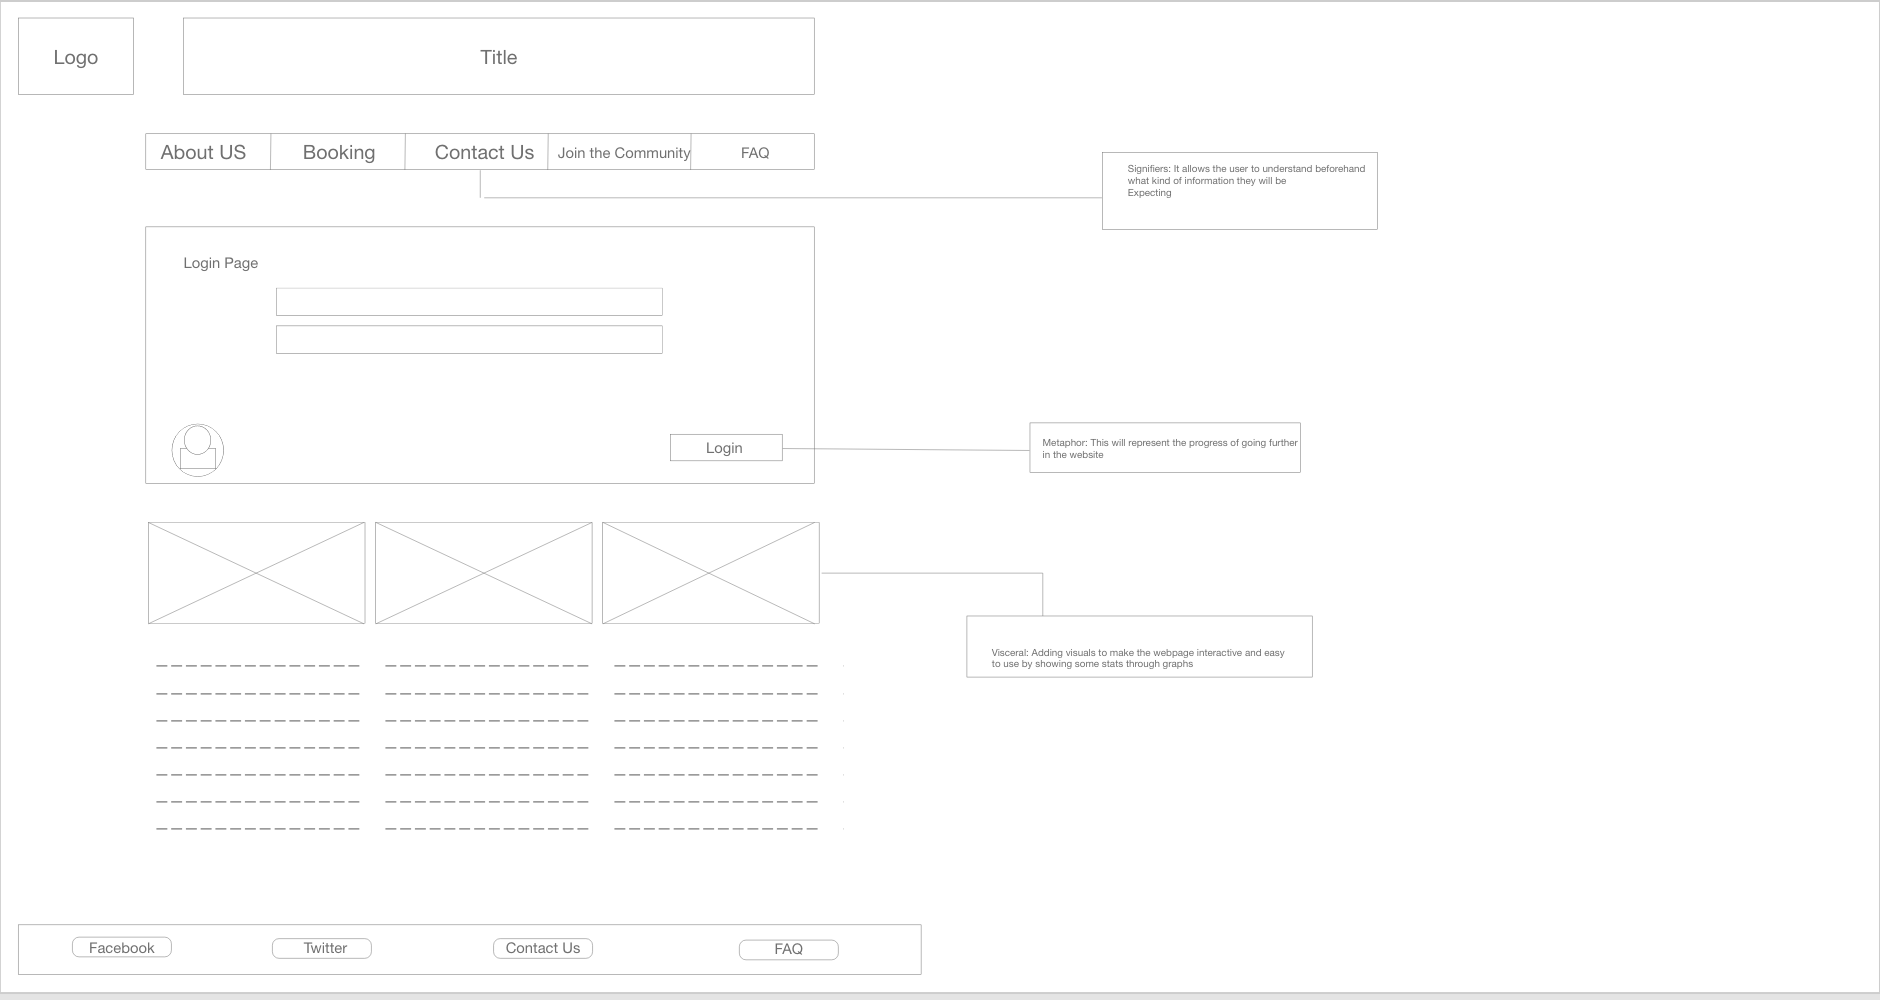 Logo
Title
About US
Booking
Contact Us
Join the Community
FAQ
Signifiers: It allows the user to understand beforehand
what kind of information they will be
Expecting
Login Page
Login
Metaphor: This will represent the progress of going further
in the website
Visceral: Adding visuals to make the webpage interactive and easy
to use by showing some stats through graphs
Facebook
Twitter
Contact Us
FAQ